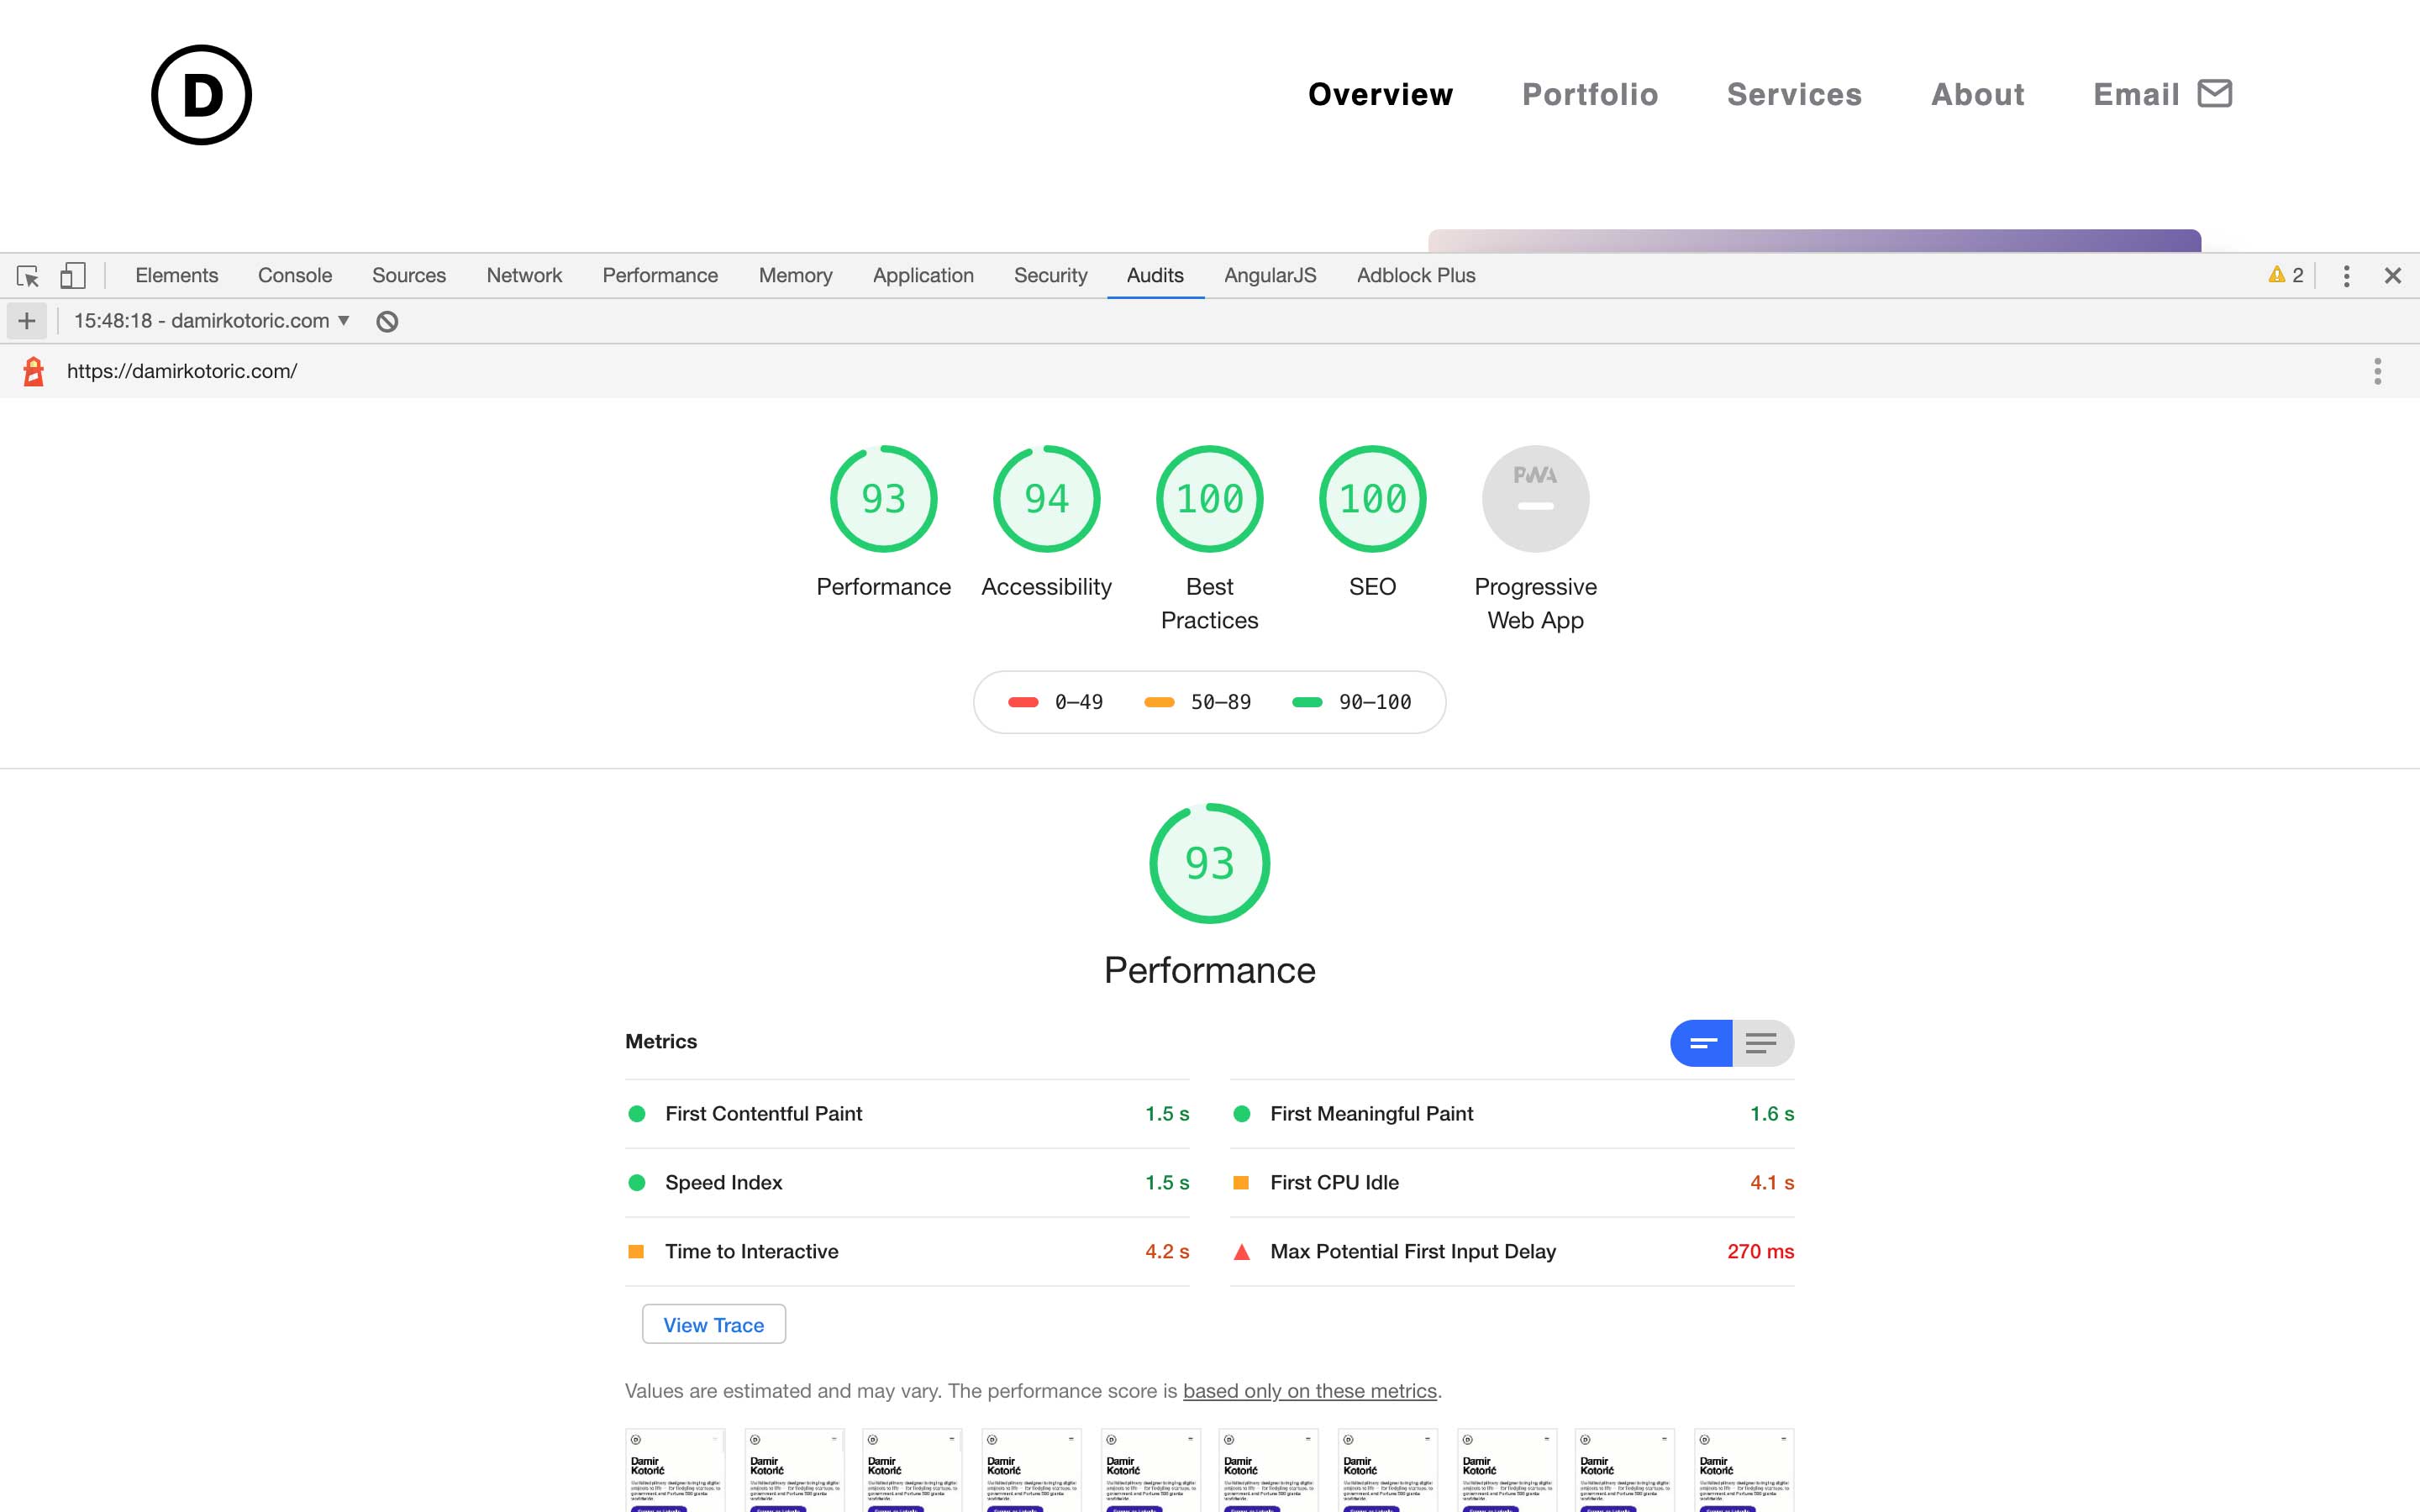 D
Overview Portfolio Services About Email
Elements Console Sources Network Performance Memory Application Security Audits AngularJS Adblock Plus 2
15:48:18 - damirkotoric.com
https://damirkotoric.com/
93 94 100 100 PWA
Performance Accessibility Best Practices SEO Progressive Web App
0–49 50–89 90–100
93
Performance
Metrics
First Contentful Paint 1.5 s
First Meaningful Paint 1.6 s
Speed Index 1.5 s
First CPU Idle 4.1 s
Time to Interactive 4.2 s
Max Potential First Input Delay 270 ms
View Trace
Values are estimated and may vary. The performance score is based only on these metrics.
Damir Damir Damir Damir Damir Damir Damir Damir Damir Damir
Kotorić Kotorić Kotorić Kotorić Kotorić Kotorić Kotorić Kotorić Kotorić Kotorić